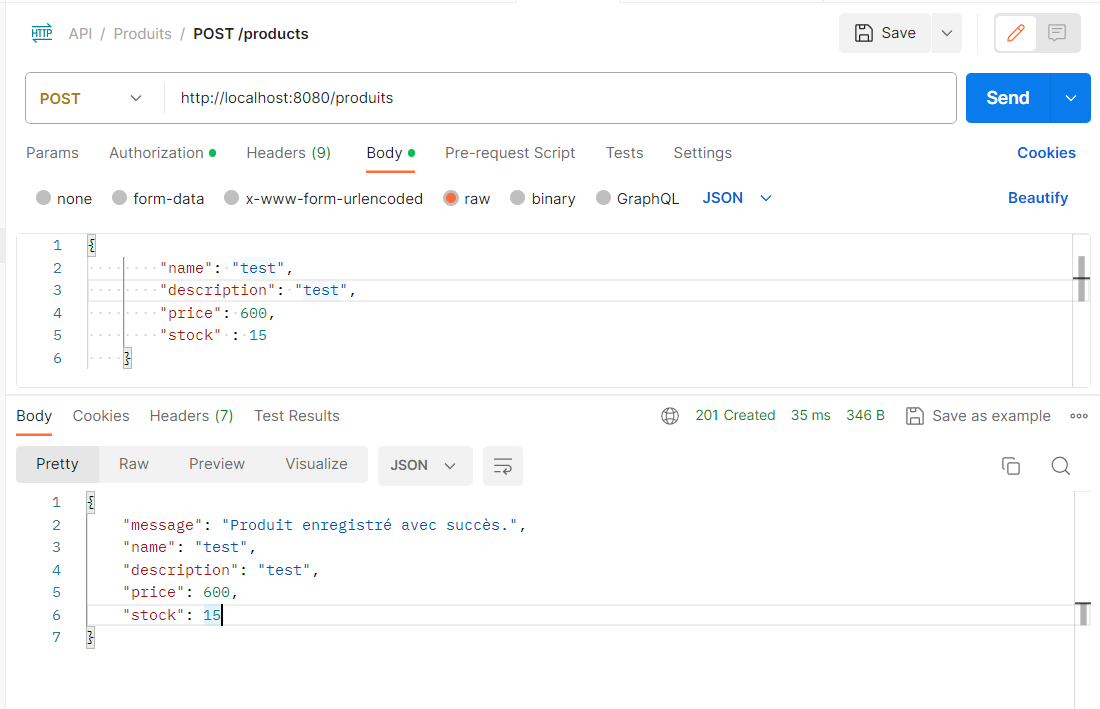 HTTP API / Produits / POST /products Save
POST http://localhost:8080/produits Send
Params Authorization Headers (9) Body Pre-request Script Tests Settings Cookies
none form-data x-www-form-urlencoded raw binary GraphQL JSON Beautify
1 {
2 "name": "test",
3 "description": "test",
4 "price": 600,
5 "stock" : 15
6 }
Body Cookies Headers (7) Test Results 201 Created 35 ms 346 B Save as example
Pretty Raw Preview Visualize JSON
1 {
2 "message": "Produit enregistré avec succès.",
3 "name": "test",
4 "description": "test",
5 "price": 600,
6 "stock": 15
7 }